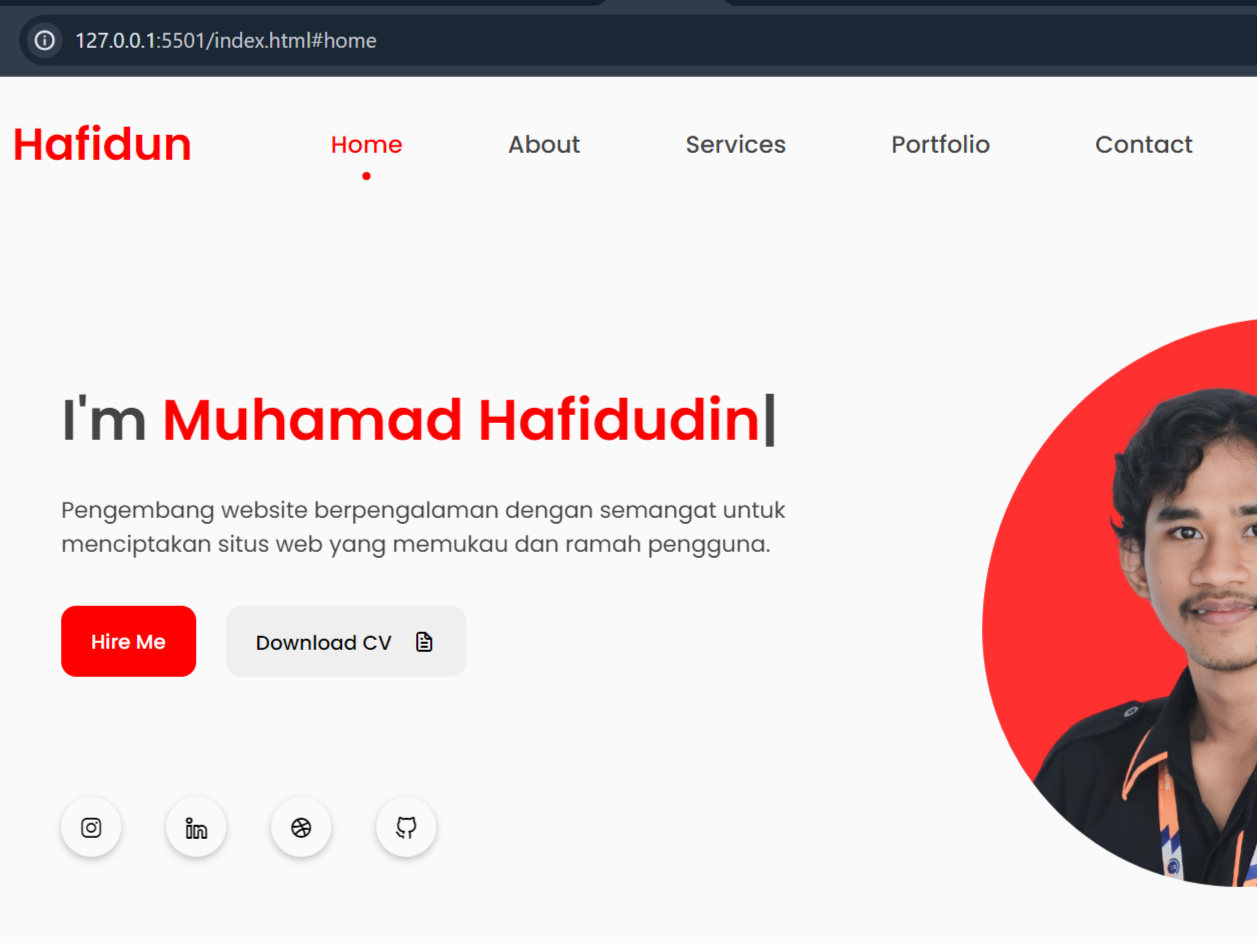 127.0.0.1:5501/index.html#home
Hafidun Home About Services Portfolio Contact
I'm Muhamad Hafidudin|
Pengembang website berpengalaman dengan semangat untuk
menciptakan situs web yang memukau dan ramah pengguna.
Hire Me Download CV